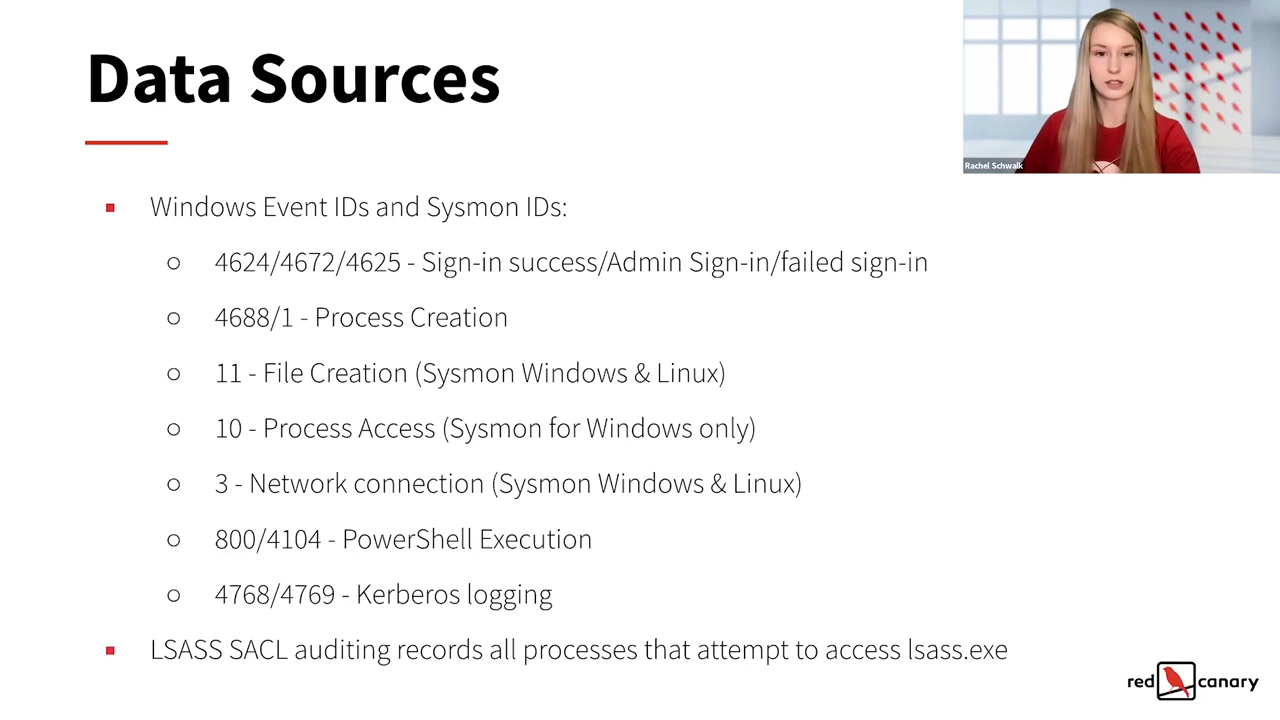 Data Sources
Rachel Schwalk
▪ Windows Event IDs and Sysmon IDs:
○ 4624/4672/4625 - Sign-in success/Admin Sign-in/failed sign-in
○ 4688/1 - Process Creation
○ 11 - File Creation (Sysmon Windows & Linux)
○ 10 - Process Access (Sysmon for Windows only)
○ 3 - Network connection (Sysmon Windows & Linux)
○ 800/4104 - PowerShell Execution
○ 4768/4769 - Kerberos logging
▪ LSASS SACL auditing records all processes that attempt to access lsass.exe
red canary